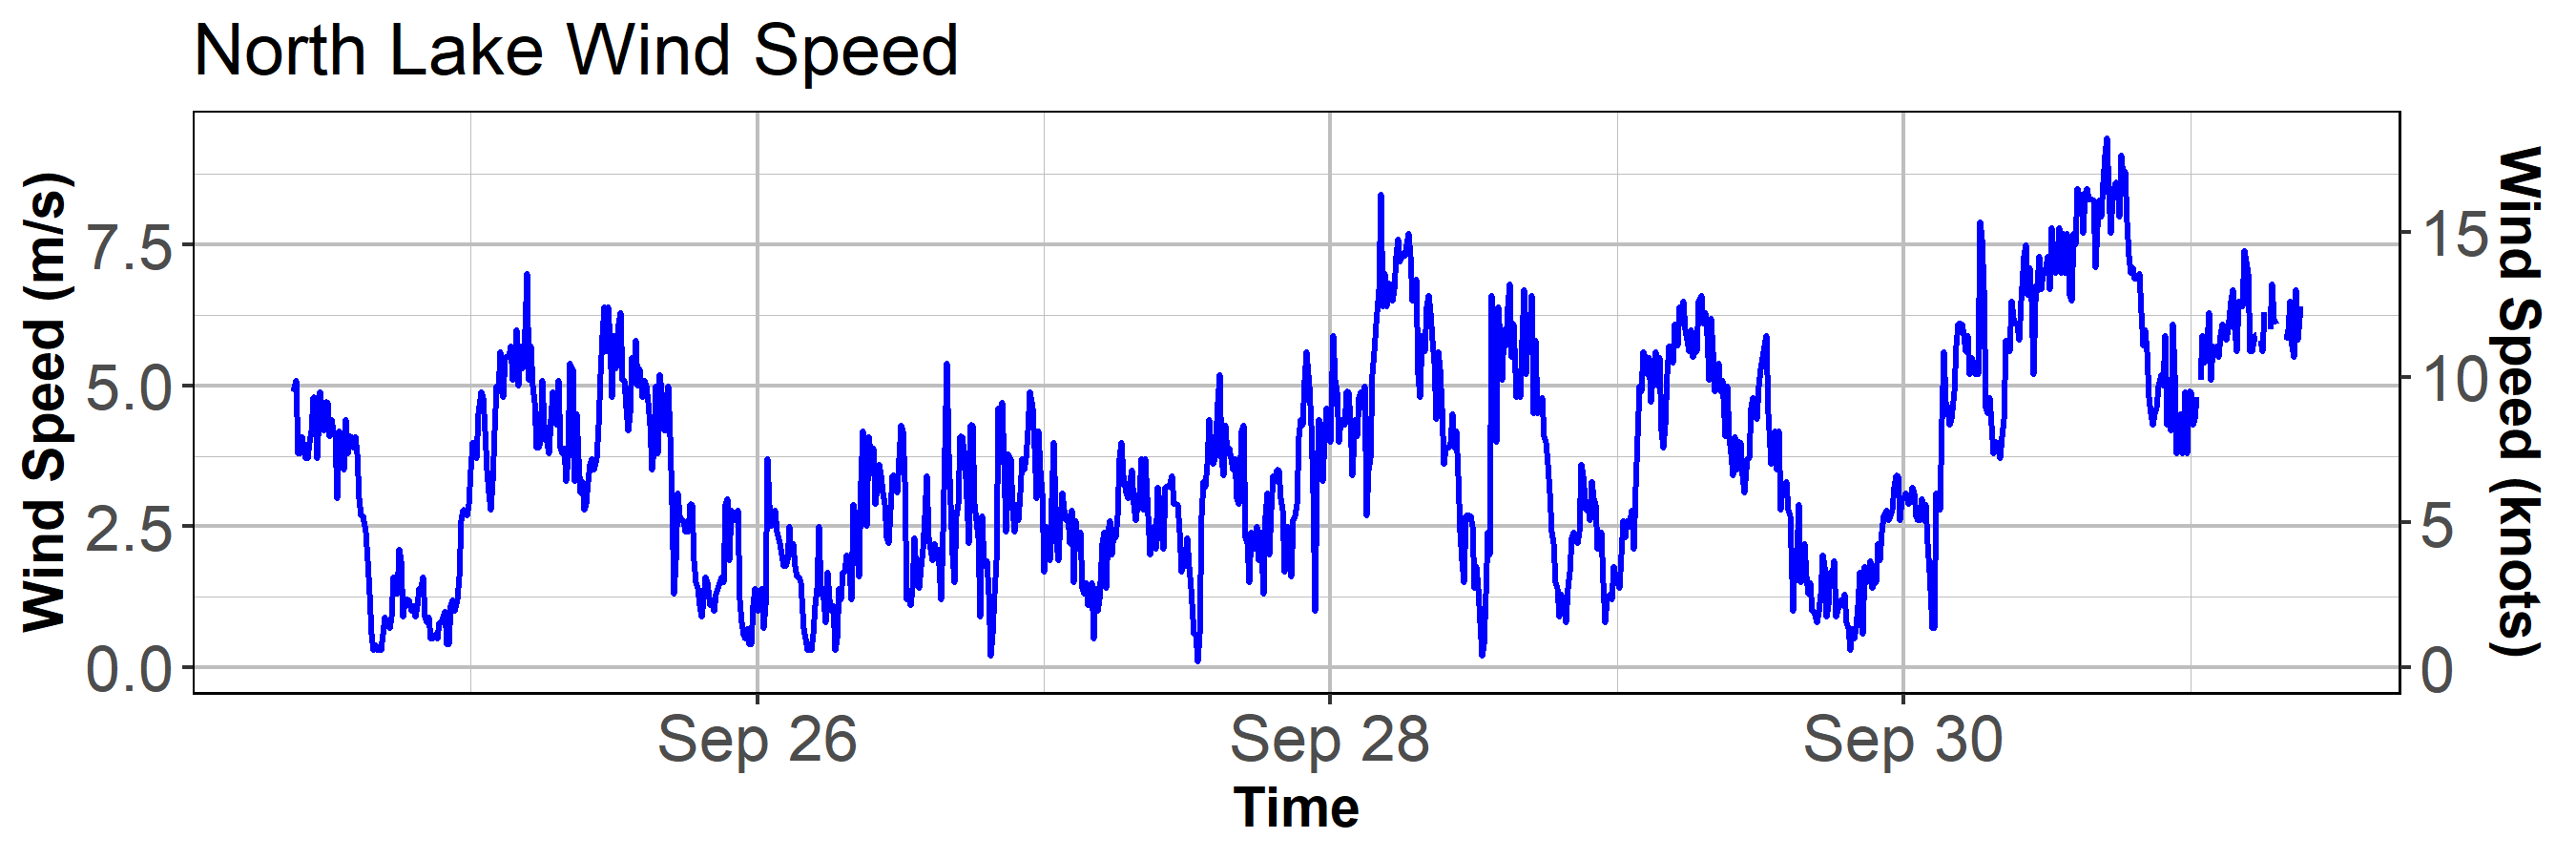 North Lake Wind Speed
Wind Speed (m/s)
7.5
5.0
2.5
0.0
15
10
5
0
Wind Speed (knots)
Sep 26
Sep 28
Sep 30
Time